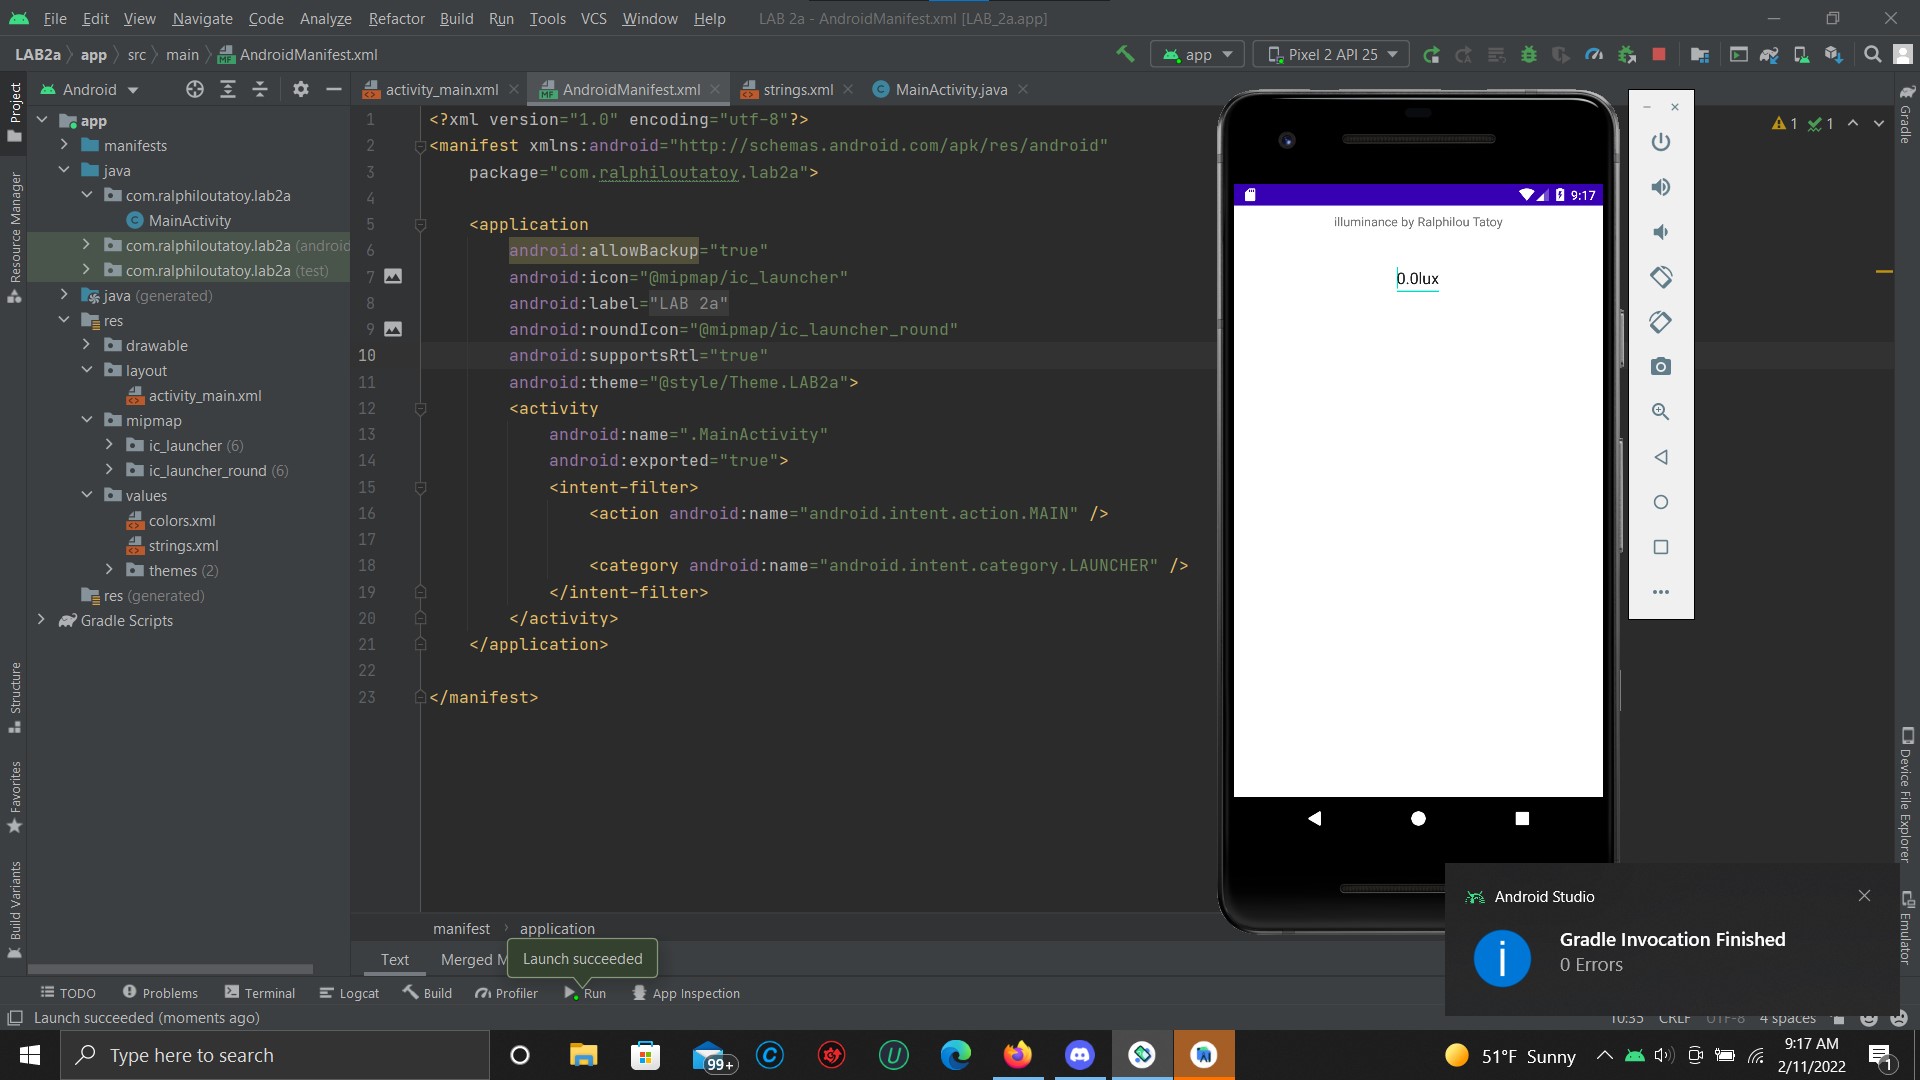 File Edit View Navigate Code Analyze Refactor Build Run Tools VCS Window Help LAB 2a - AndroidManifest.xml [LAB_2a.app]
LAB2a app src main AndroidManifest.xml app Pixel 2 API 25
Android activity_main.xml AndroidManifest.xml strings.xml MainActivity.java
Project
Resource Manager
Structure
Favorites
Build Variants
app
manifests
java
com.ralphiloutatoy.lab2a
MainActivity
com.ralphiloutatoy.lab2a (android
com.ralphiloutatoy.lab2a (test)
java (generated)
res
drawable
layout
activity_main.xml
mipmap
ic_launcher (6)
ic_launcher_round (6)
values
colors.xml
strings.xml
themes (2)
res (generated)
Gradle Scripts
1 <?xml version="1.0" encoding="utf-8"?>
2 <manifest xmlns:android="http://schemas.android.com/apk/res/android"
3 package="com.ralphiloutatoy.lab2a">
4
5 <application
6 android:allowBackup="true"
7 android:icon="@mipmap/ic_launcher"
8 android:label="LAB 2a"
9 android:roundIcon="@mipmap/ic_launcher_round"
10 android:supportsRtl="true"
11 android:theme="@style/Theme.LAB2a">
12 <activity
13 android:name=".MainActivity"
14 android:exported="true">
15 <intent-filter>
16 <action android:name="android.intent.action.MAIN" />
17
18 <category android:name="android.intent.category.LAUNCHER" />
19 </intent-filter>
20 </activity>
21 </application>
22
23 </manifest>
1 1
9:17
illuminance by Ralphilou Tatoy
0.0lux
Gradle
Device File Explorer
Emulator
manifest application
Text Merged M
Launch succeeded
Android Studio
Gradle Invocation Finished
0 Errors
TODO Problems Terminal Logcat Build Profiler Run App Inspection
Launch succeeded (moments ago) 10:35 CRLF UTF-8 4 spaces
Type here to search 99+ 51°F Sunny 9:17 AM
2/11/2022 1